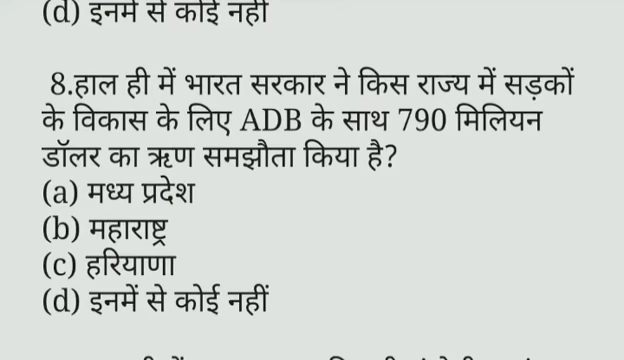 (d) इनमें से कोई नहीं
8.हाल ही में भारत सरकार ने किस राज्य में सड़कों
के विकास के लिए ADB के साथ 790 मिलियन
डॉलर का ऋण समझौता किया है?
(a) मध्य प्रदेश
(b) महाराष्ट्र
(c) हरियाणा
(d) इनमें से कोई नहीं